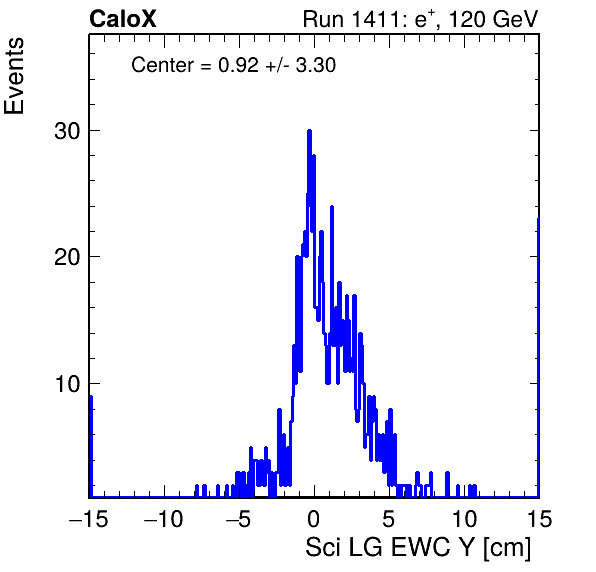 CaloX Run 1411: e⁺, 120 GeV
Events
Center = 0.92 +/- 3.30
30
20
10
−15 −10 −5 0 5 10 15
Sci LG EWC Y [cm]